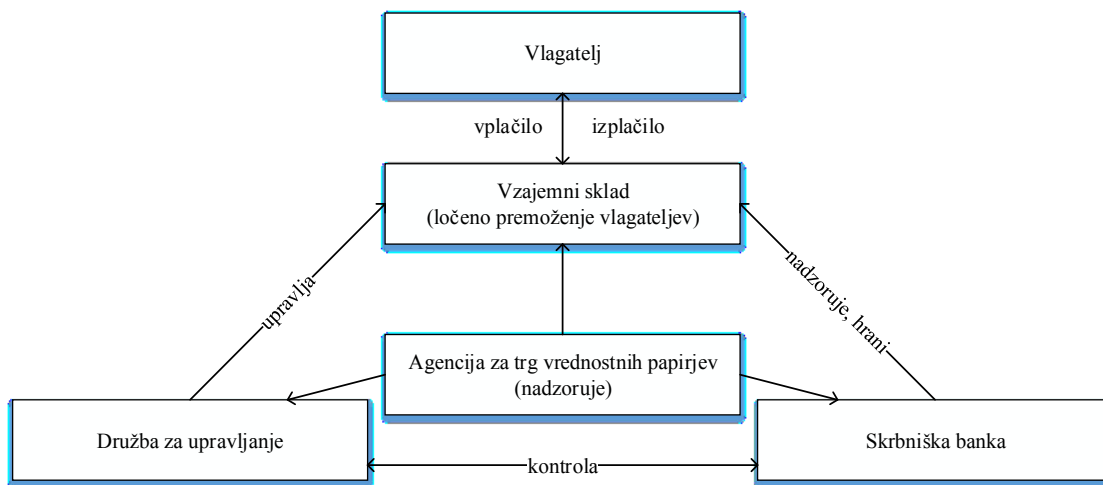 Vlagatelj
vplačilo izplačilo
Vzajemni sklad
(ločeno premoženje vlagateljev)
upravlja
nadzoruje, hrani
Agencija za trg vrednostnih papirjev
(nadzoruje)
Družba za upravljanje
Skrbniška banka
kontrola